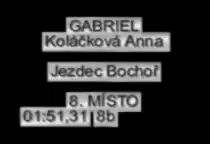 GABRIEL
Koláčková Anna
Jezdec Bochoř
8. MÍSTO
01:51,31 8b